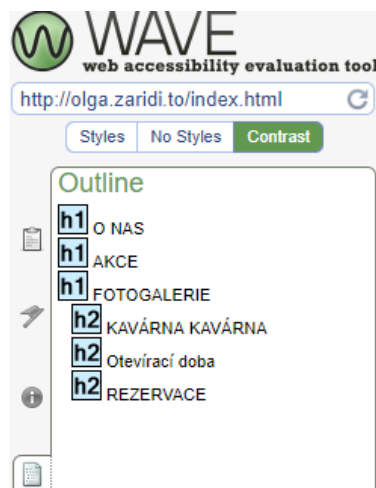 WAVE
web accessibility evaluation tool
http://olga.zaridi.to/index.html
Styles No Styles Contrast
Outline
h1 O NAS
h1 AKCE
h1 FOTOGALERIE
h2 KAVÁRNA KAVÁRNA
h2 Otevírací doba
h2 REZERVACE